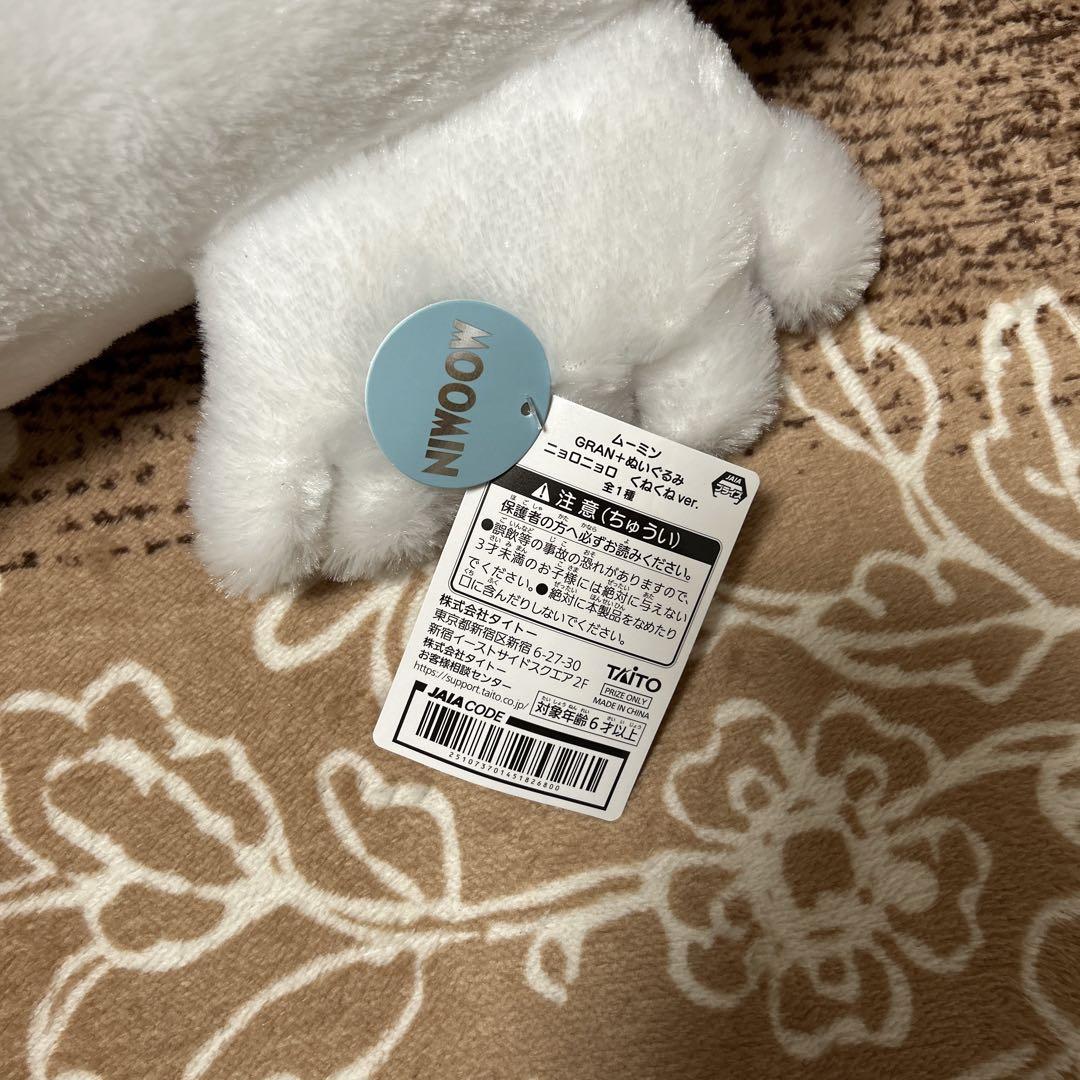 MOOMIN
ムーミン
GRAN+ぬいぐるみ
ニョロニョロ くねくねver.
全1種
JAIA
プライズ
注意(ちゅうい)
保護者の方へ必ずお読みください。
●誤飲等の事故の恐れがありますので、
3才未満のお子様には絶対に与えない
でください。●絶対に本製品をなめたり
口に含んだりしないでください。
株式会社タイトー
東京都新宿区新宿6-27-30
新宿イーストサイドスクエア2F
株式会社タイトー
お客様相談センター
https://support.taito.co.jp/
TAITO
PRIZE ONLY
MADE IN CHINA
対象年齢6才以上
JAIA CODE
251073701451826800